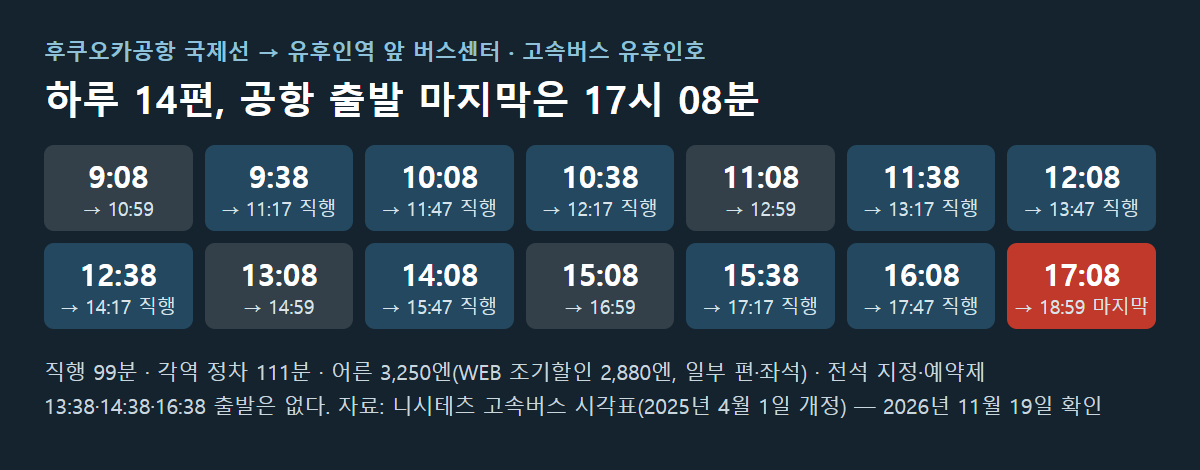 후쿠오카공항 국제선 → 유후인역 앞 버스센터 · 고속버스 유후인호
하루 14편, 공항 출발 마지막은 17시 08분
9:08
→ 10:59
9:38
→ 11:17 직행
10:08
→ 11:47 직행
10:38
→ 12:17 직행
11:08
→ 12:59
11:38
→ 13:17 직행
12:08
→ 13:47 직행
12:38
→ 14:17 직행
13:08
→ 14:59
14:08
→ 15:47 직행
15:08
→ 16:59
15:38
→ 17:17 직행
16:08
→ 17:47 직행
17:08
→ 18:59 마지막
직행 99분 · 각역 정차 111분 · 어른 3,250엔(WEB 조기할인 2,880엔, 일부 편·좌석) · 전석 지정·예약제
13:38·14:38·16:38 출발은 없다. 자료: 니시테츠 고속버스 시각표(2025년 4월 1일 개정) — 2026년 11월 19일 확인